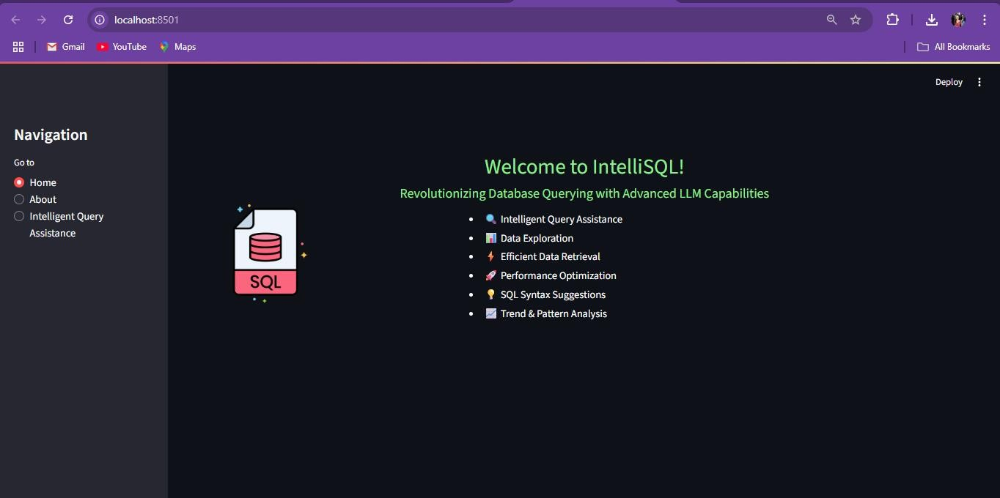 localhost:8501
Gmail
YouTube
Maps
All Bookmarks
Deploy
Navigation
Go to
Home
About
Intelligent Query
Assistance
Welcome to IntelliSQL!
Revolutionizing Database Querying with Advanced LLM Capabilities
• 🔍 Intelligent Query Assistance
• 📊 Data Exploration
• ⚡ Efficient Data Retrieval
• 🚀 Performance Optimization
• 💡 SQL Syntax Suggestions
• 📈 Trend & Pattern Analysis
SQL